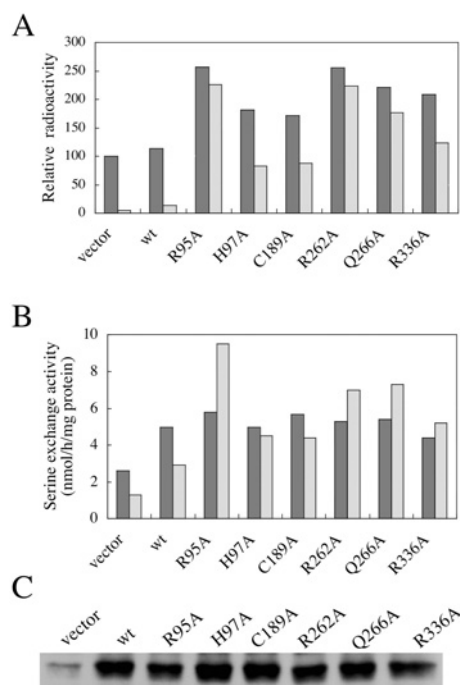 A
Relative radioactivity
300
250
200
150
100
50
0
vector
wt
R95A
H97A
C189A
R262A
Q266A
R336A
B
Serine exchange activity
(nmol/h/mg protein)
10
8
6
4
2
0
vector
wt
R95A
H97A
C189A
R262A
Q266A
R336A
C
vector
wt
R95A
H97A
C189A
R262A
Q266A
R336A